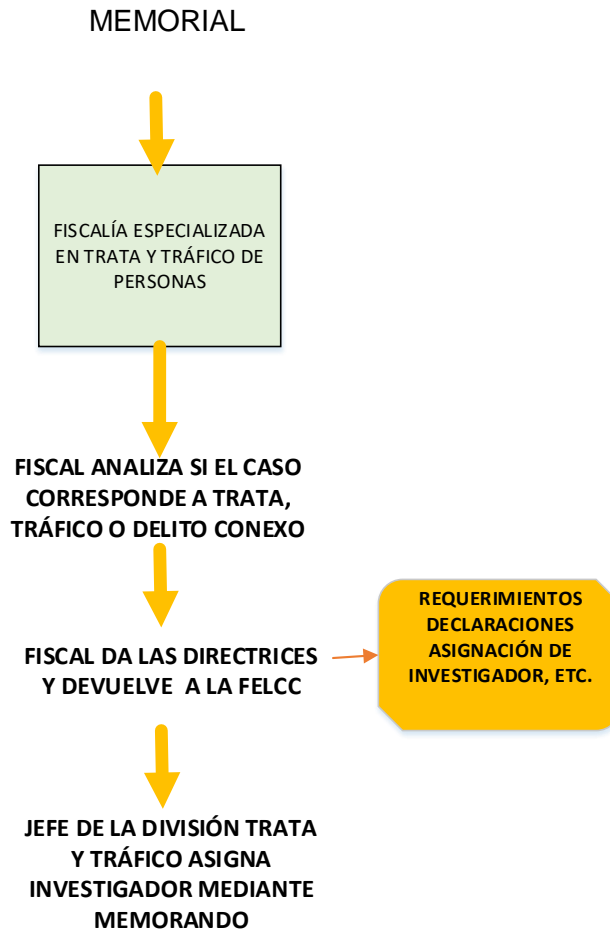 MEMORIAL
FISCALÍA ESPECIALIZADA
EN TRATA Y TRÁFICO DE
PERSONAS
FISCAL ANALIZA SI EL CASO
CORRESPONDE A TRATA,
TRÁFICO O DELITO CONEXO
FISCAL DA LAS DIRECTRICES
Y DEVUELVE A LA FELCC
REQUERIMIENTOS
DECLARACIONES
ASIGNACIÓN DE
INVESTIGADOR, ETC.
JEFE DE LA DIVISIÓN TRATA
Y TRÁFICO ASIGNA
INVESTIGADOR MEDIANTE
MEMORANDO